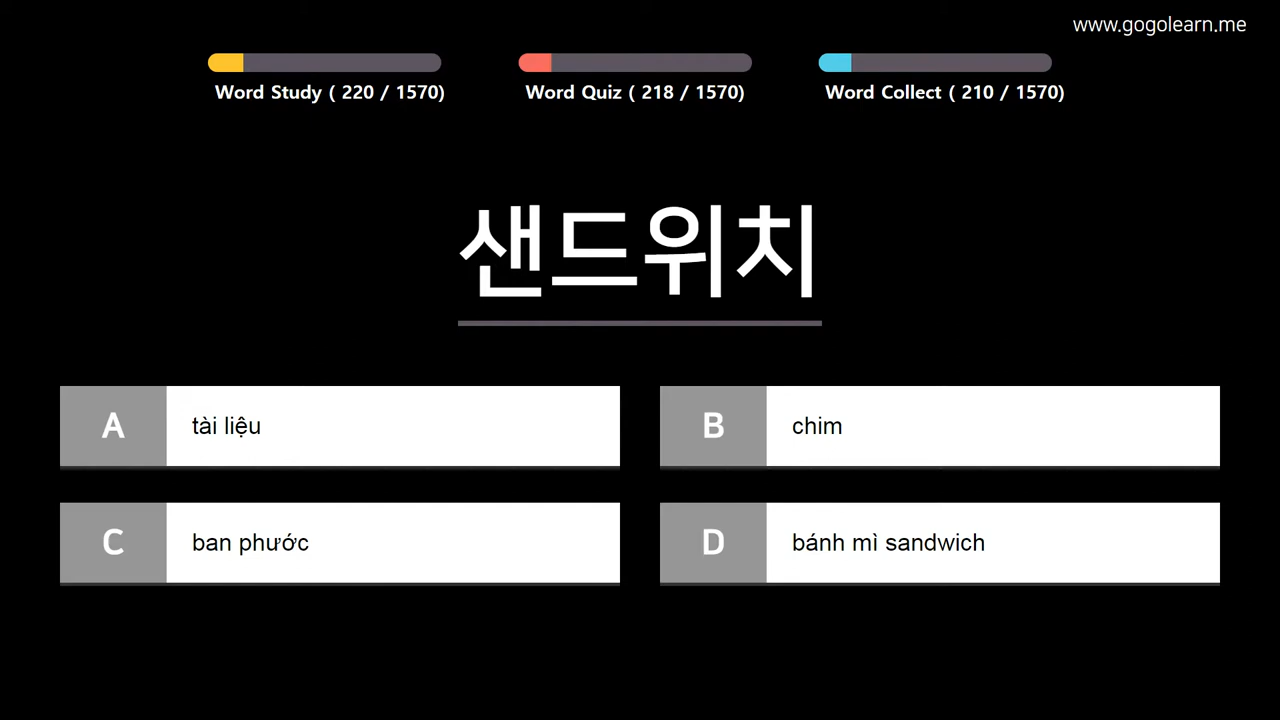 www.gogolearn.me
Word Study ( 220 / 1570)
Word Quiz ( 218 / 1570)
Word Collect ( 210 / 1570)
샌드위치
A tài liệu
B chim
C ban phước
D bánh mì sandwich